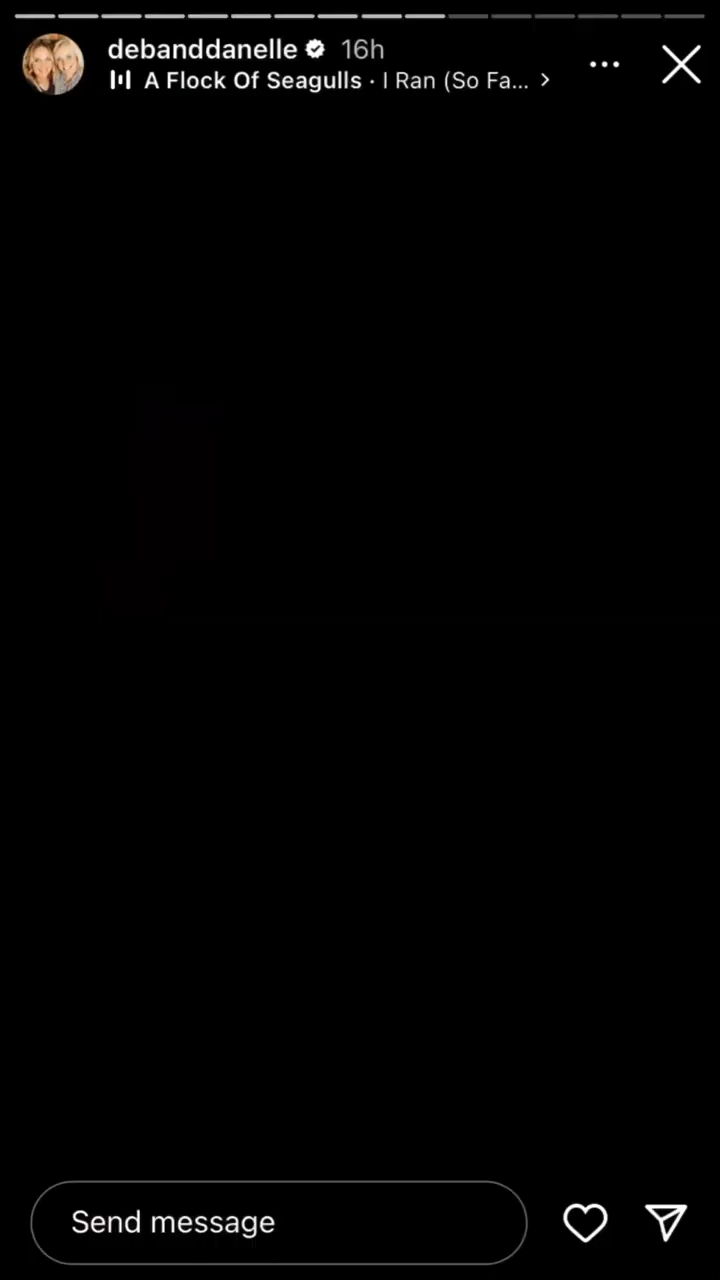 debanddanelle 16h
A Flock Of Seagulls · I Ran (So Fa...
Send message